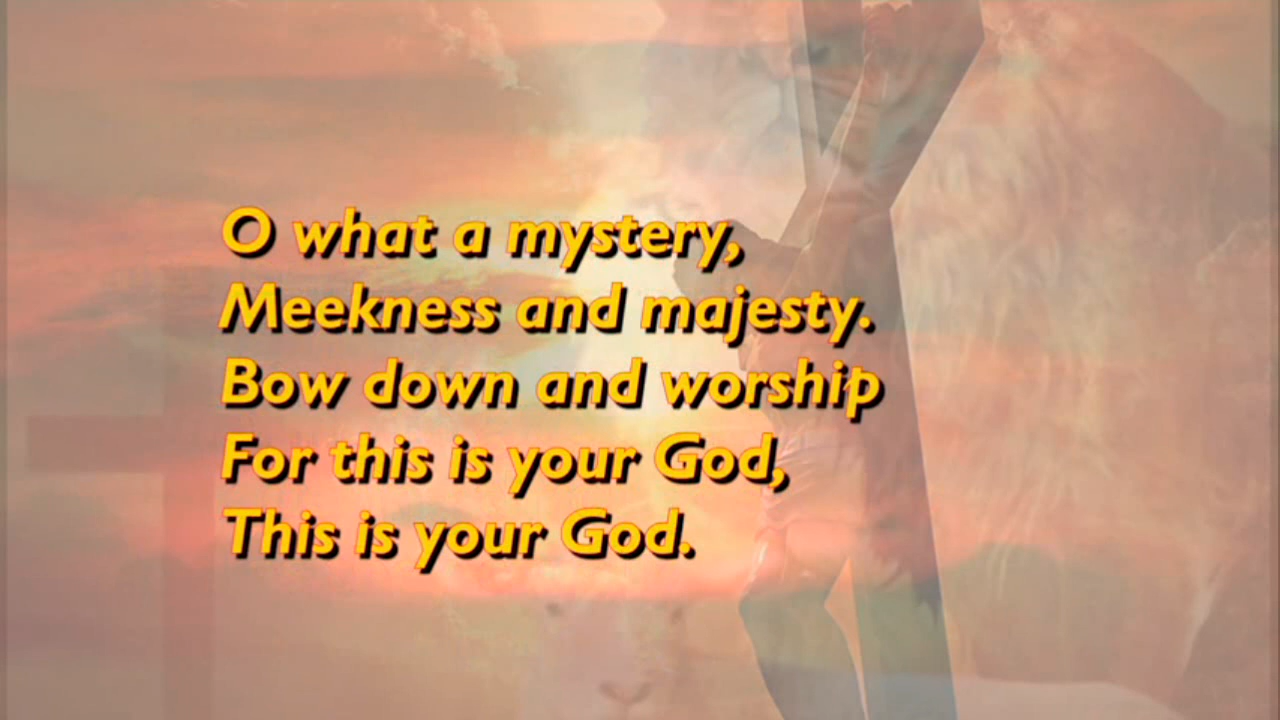 O what a mystery,
Meekness and majesty.
Bow down and worship
For this is your God,
This is your God.